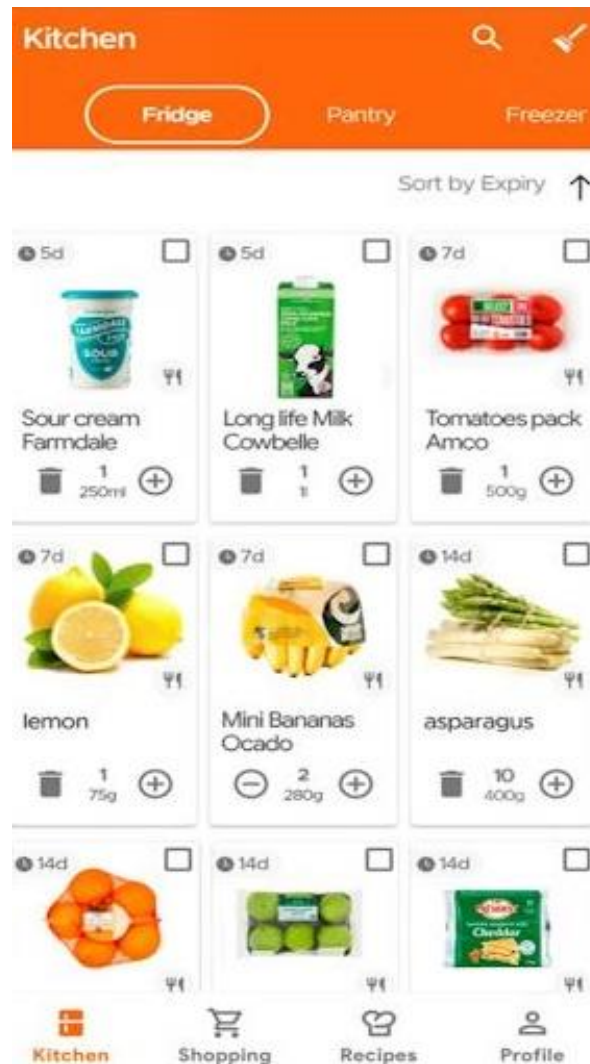 Kitchen
Fridge Pantry Freezer
Sort by Expiry
5d 5d 7d
SOUR
Sour cream Long life Milk Tomatoes pack
Farmdale Cowbelle Amco
1 1 1
250ml 1l 500g
7d 7d 14d
lemon Mini Bananas asparagus
Ocado
1 2 10
75g 280g 400g
14d 14d 14d
Cheddar
Kitchen Shopping Recipes Profile